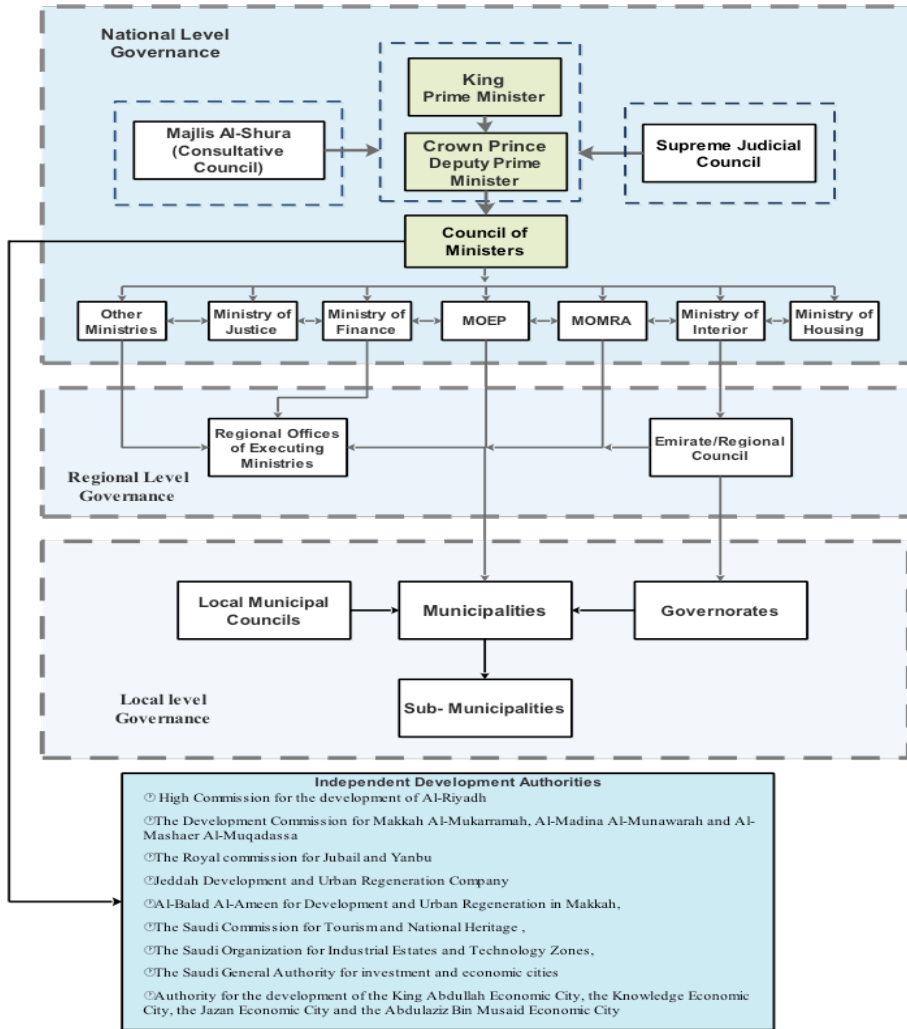 National Level
Governance
King
Prime Minister
Majlis Al-Shura
(Consultative
Council)
Crown Prince
Deputy Prime
Minister
Supreme Judicial
Council
Council of
Ministers
Other
Ministries
Ministry of
Justice
Ministry of
Finance
MOEP
MOMRA
Ministry of
Interior
Ministry of
Housing
Regional Offices
of Executing
Ministries
Emirate/Regional
Council
Regional Level
Governance
Local Municipal
Councils
Municipalities
Governorates
Sub- Municipalities
Local level
Governance
Independent Development Authorities
High Commission for the development of Al-Riyadh
The Development Commission for Makkah Al-Mukarramah, Al-Madina Al-Munawarah and Al-
Mashaer Al-Muqadassa
The Royal commission for Jubail and Yanbu
Jeddah Development and Urban Regeneration Company
Al-Balad Al-Ameen for Development and Urban Regeneration in Makkah,
The Saudi Commission for Tourism and National Heritage ,
The Saudi Organization for Industrial Estates and Technology Zones,
The Saudi General Authority for investment and economic cities
Authority for the development of the King Abdullah Economic City, the Knowledge Economic
City, the Jazan Economic City and the Abdulaziz Bin Musaid Economic City